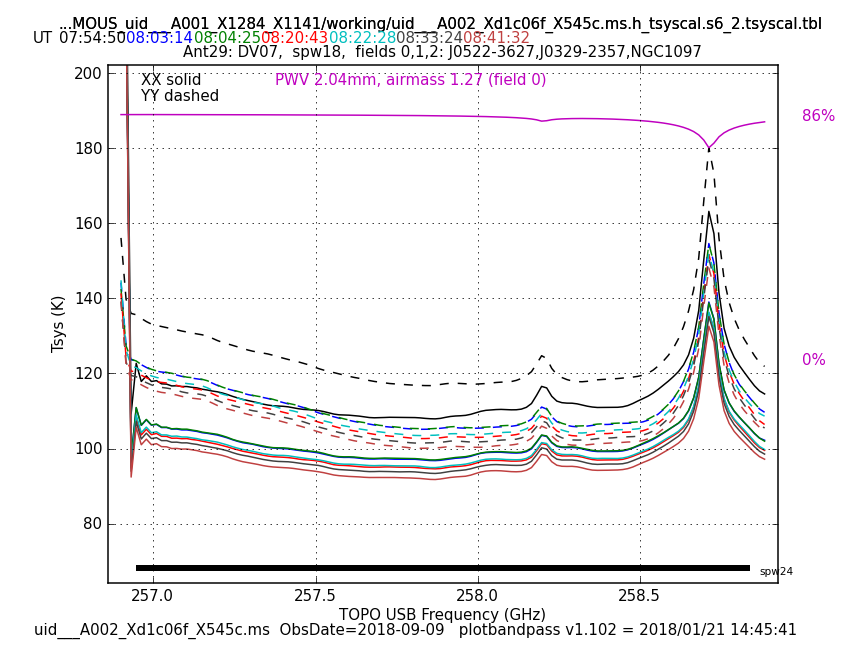 ...MOUS_uid___A001_X1284_X1141/working/uid___A002_Xd1c06f_X545c.ms.h_tsyscal.s6_2.tsyscal.tbl
UT 07:54:50 08:03:14 08:04:25 08:20:43 08:22:28 08:33:24 08:41:32
Ant29: DV07, spw18, fields 0,1,2: J0522-3627,J0329-2357,NGC1097
XX solid
YY dashed
PWV 2.04mm, airmass 1.27 (field 0)
86%
0%
200
180
160
140
120
100
80
Tsys (K)
spw24
257.0 257.5 258.0 258.5
TOPO USB Frequency (GHz)
uid___A002_Xd1c06f_X545c.ms ObsDate=2018-09-09 plotbandpass v1.102 = 2018/01/21 14:45:41